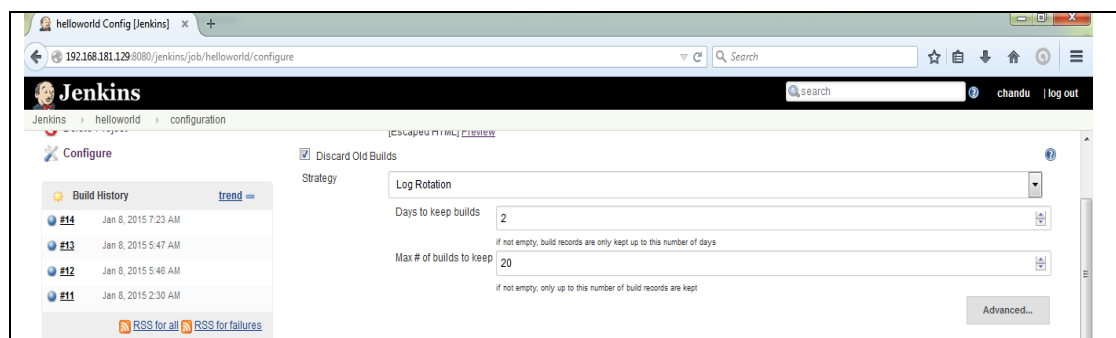 helloworld Config [Jenkins]
192.168.181.129:8080/jenkins/job/helloworld/configure
Search
Jenkins
search
chandu | log out
Jenkins helloworld configuration
[Escaped HTML] Preview
Configure
Discard Old Builds
Strategy
Log Rotation
Build History trend
Days to keep builds
2
if not empty, build records are only kept up to this number of days
#14 Jan 8, 2015 7:23 AM
#13 Jan 8, 2015 5:47 AM
Max # of builds to keep
20
if not empty, only up to this number of build records are kept
#12 Jan 8, 2015 5:46 AM
#11 Jan 8, 2015 2:30 AM
Advanced...
RSS for all RSS for failures